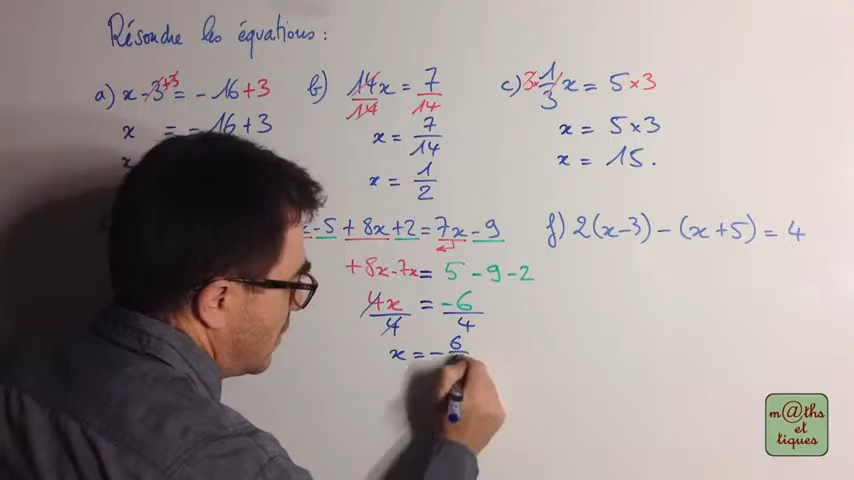 Résoudre les équations :
a) x - 3 +3 = - 16 + 3
x = - 16 + 3
x
b) 14x/14 = 7/14
x = 7/14
x = 1/2
c) 3 × 1/3 x = 5 × 3
x = 5 × 3
x = 15.
- 5 + 8x + 2 = 7x - 9
+ 8x - 7x = 5 - 9 - 2
4x/4 = - 6/4
x = - 6
f) 2(x - 3) - (x + 5) = 4
m@ths
et
tiques